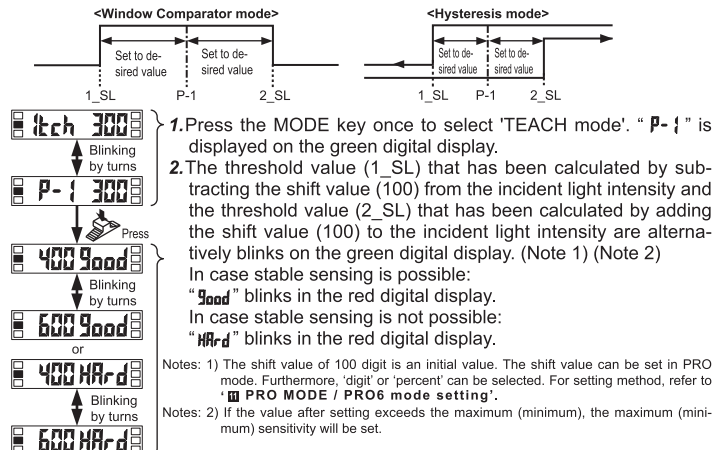 <Window Comparator mode>
<Hysteresis mode>
Set to de-
sired value
Set to de-
sired value
Set to de-
sired value
Set to de-
sired value
1_SL P-1 2_SL
1_SL P-1 2_SL
1tch 300
Blinking
by turns
P-1 300
Press
400 good
Blinking
by turns
600 good
or
400 HArd
Blinking
by turns
600 HArd
1. Press the MODE key once to select 'TEACH mode'. " P-1 " is
displayed on the green digital display.
2. The threshold value (1_SL) that has been calculated by sub-
tracting the shift value (100) from the incident light intensity and
the threshold value (2_SL) that has been calculated by adding
the shift value (100) to the incident light intensity are alterna-
tively blinks on the green digital display. (Note 1) (Note 2)
In case stable sensing is possible:
" good " blinks in the red digital display.
In case stable sensing is not possible:
" HArd " blinks in the red digital display.
Notes: 1) The shift value of 100 digit is an initial value. The shift value can be set in PRO
mode. Furthermore, 'digit' or 'percent' can be selected. For setting method, refer to
' 11 PRO MODE / PRO6 mode setting'.
Notes: 2) If the value after setting exceeds the maximum (minimum), the maximum (mini-
mum) sensitivity will be set.